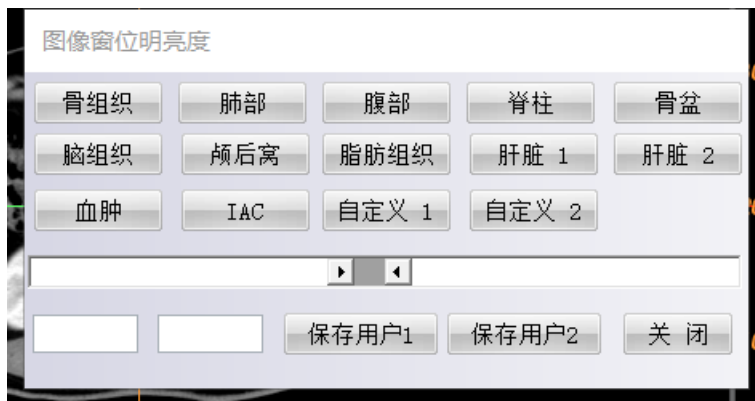 图像窗位明亮度
骨组织 肺部 腹部 脊柱 骨盆
脑组织 颅后窝 脂肪组织 肝脏 1 肝脏 2
血肿 IAC 自定义 1 自定义 2
保存用户1 保存用户2 关 闭